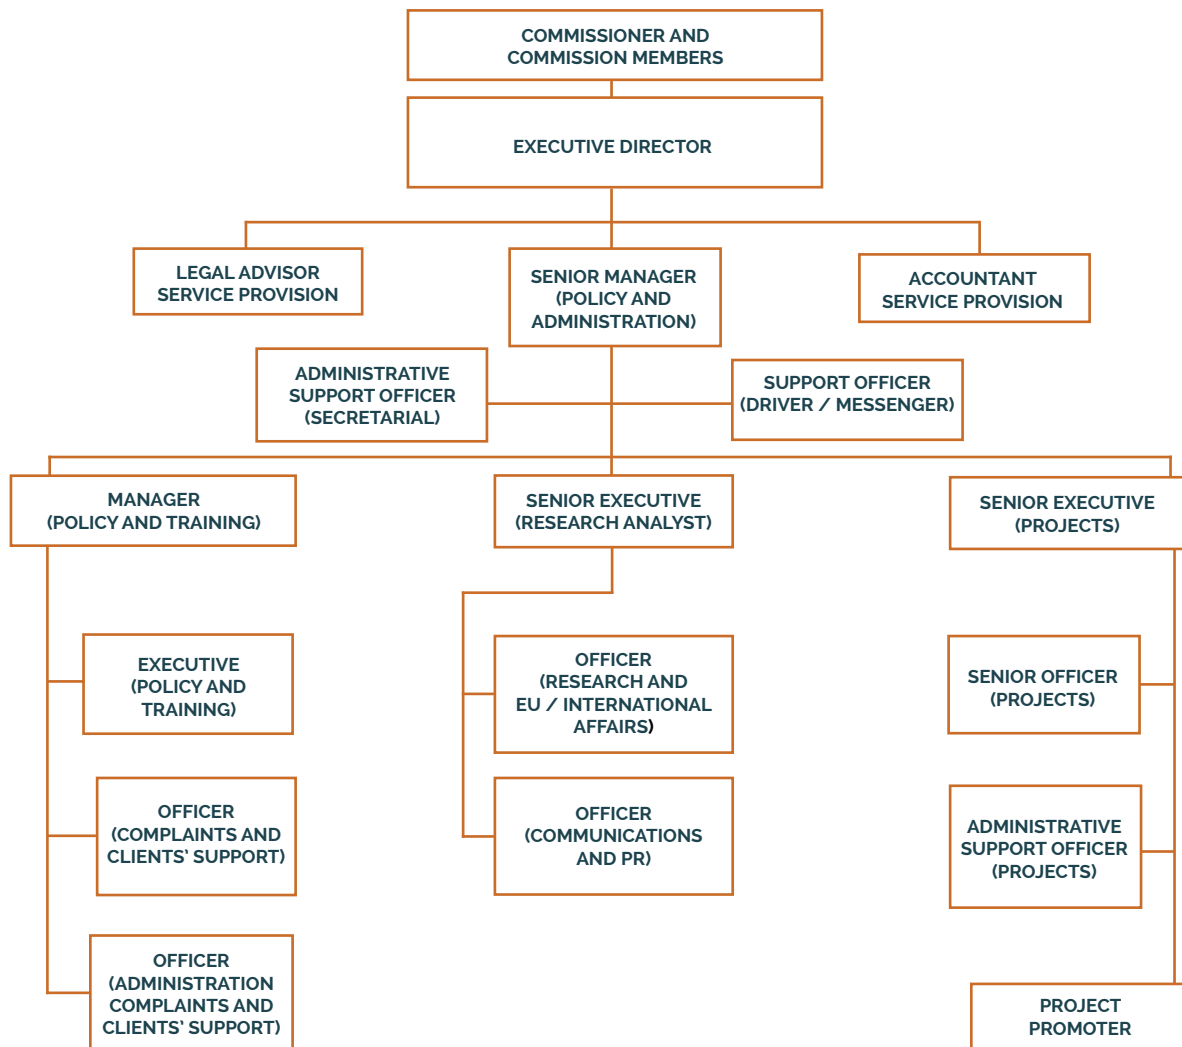 COMMISSIONER AND
COMMISSION MEMBERS
EXECUTIVE DIRECTOR
LEGAL ADVISOR
SERVICE PROVISION
SENIOR MANAGER
(POLICY AND
ADMINISTRATION)
ACCOUNTANT
SERVICE PROVISION
ADMINISTRATIVE
SUPPORT OFFICER
(SECRETARIAL)
SUPPORT OFFICER
(DRIVER / MESSENGER)
MANAGER
(POLICY AND TRAINING)
SENIOR EXECUTIVE
(RESEARCH ANALYST)
SENIOR EXECUTIVE
(PROJECTS)
EXECUTIVE
(POLICY AND
TRAINING)
OFFICER
(RESEARCH AND
EU / INTERNATIONAL
AFFAIRS)
SENIOR OFFICER
(PROJECTS)
OFFICER
(COMPLAINTS AND
CLIENTS’ SUPPORT)
OFFICER
(COMMUNICATIONS
AND PR)
ADMINISTRATIVE
SUPPORT OFFICER
(PROJECTS)
OFFICER
(ADMINISTRATION
COMPLAINTS AND
CLIENTS’ SUPPORT)
PROJECT
PROMOTER